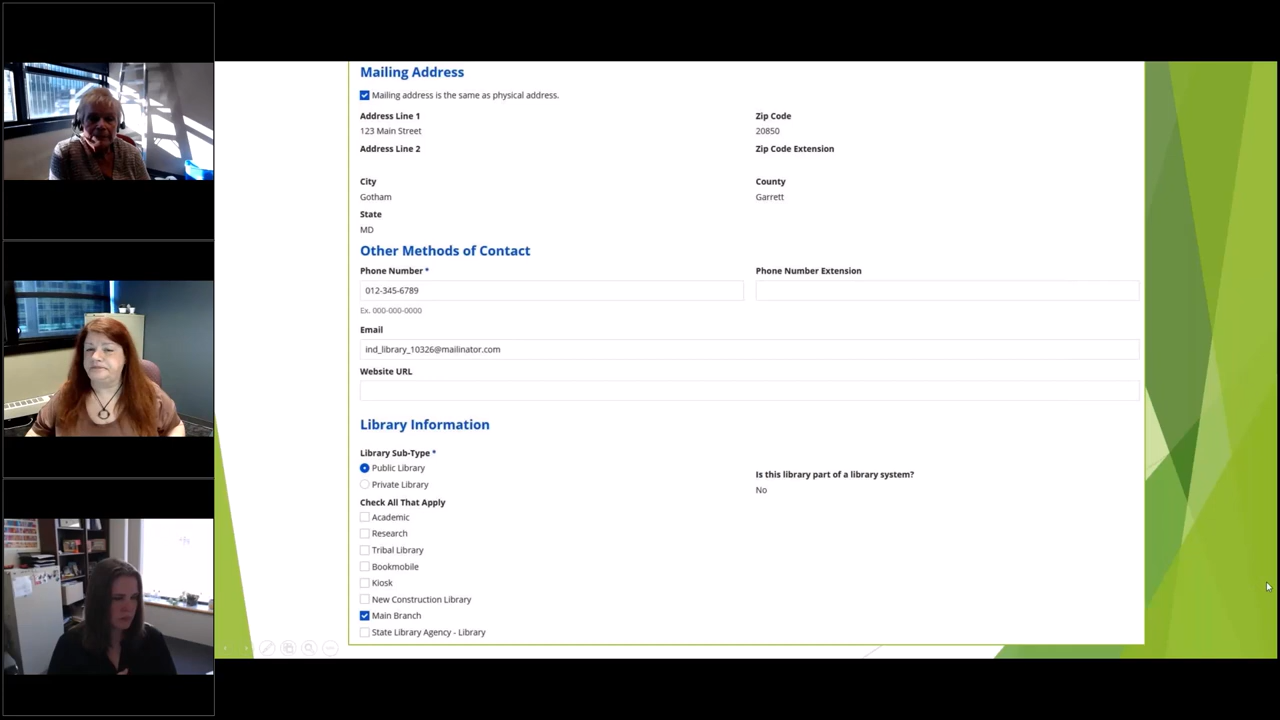 Mailing Address
Mailing address is the same as physical address.
Address Line 1
Zip Code
123 Main Street
20850
Address Line 2
Zip Code Extension
City
County
Gotham
Garrett
State
MD
Other Methods of Contact
Phone Number *
Phone Number Extension
012-345-6789
Ex. 000-000-0000
Email
ind_library_10326@mailinator.com
Website URL
Library Information
Library Sub-Type *
Public Library
Is this library part of a library system?
Private Library
No
Check All That Apply
Academic
Research
Tribal Library
Bookmobile
Kiosk
New Construction Library
Main Branch
State Library Agency - Library